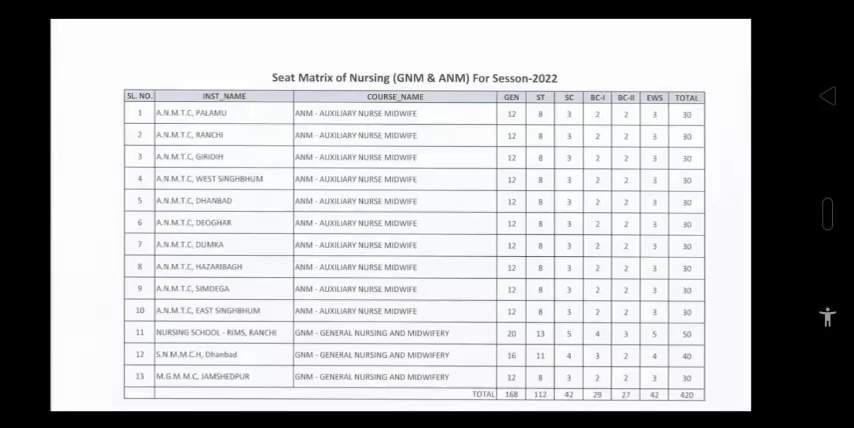 Seat Matrix of Nursing (GNM & ANM) For Sesson-2022
SL. NO. INST_NAME COURSE_NAME GEN ST SC BC-I BC-II EWS TOTAL
1 A.N.M.T.C, PALAMU ANM - AUXILIARY NURSE MIDWIFE 12 8 3 2 2 3 30
2 A.N.M.T.C, RANCHI ANM - AUXILIARY NURSE MIDWIFE 12 8 3 2 2 3 30
3 A.N.M.T.C, GIRIDIH ANM - AUXILIARY NURSE MIDWIFE 12 8 3 2 2 3 30
4 A.N.M.T.C, WEST SINGHBHUM ANM - AUXILIARY NURSE MIDWIFE 12 8 3 2 2 3 30
5 A.N.M.T.C, DHANBAD ANM - AUXILIARY NURSE MIDWIFE 12 8 3 2 2 3 30
6 A.N.M.T.C, DEOGHAR ANM - AUXILIARY NURSE MIDWIFE 12 8 3 2 2 3 30
7 A.N.M.T.C, DUMKA ANM - AUXILIARY NURSE MIDWIFE 12 8 3 2 2 3 30
8 A.N.M.T.C, HAZARIBAGH ANM - AUXILIARY NURSE MIDWIFE 12 8 3 2 2 3 30
9 A.N.M.T.C, SIMDEGA ANM - AUXILIARY NURSE MIDWIFE 12 8 3 2 2 3 30
10 A.N.M.T.C, EAST SINGHBHUM ANM - AUXILIARY NURSE MIDWIFE 12 8 3 2 2 3 30
11 NURSING SCHOOL - RIMS, RANCHI GNM - GENERAL NURSING AND MIDWIFERY 20 13 5 4 3 5 50
12 S.N.M.M.C.H, Dhanbad GNM - GENERAL NURSING AND MIDWIFERY 16 11 4 3 2 4 40
13 M.G.M.M.C, JAMSHEDPUR GNM - GENERAL NURSING AND MIDWIFERY 12 8 3 2 2 3 30
TOTAL 168 112 42 29 27 42 420